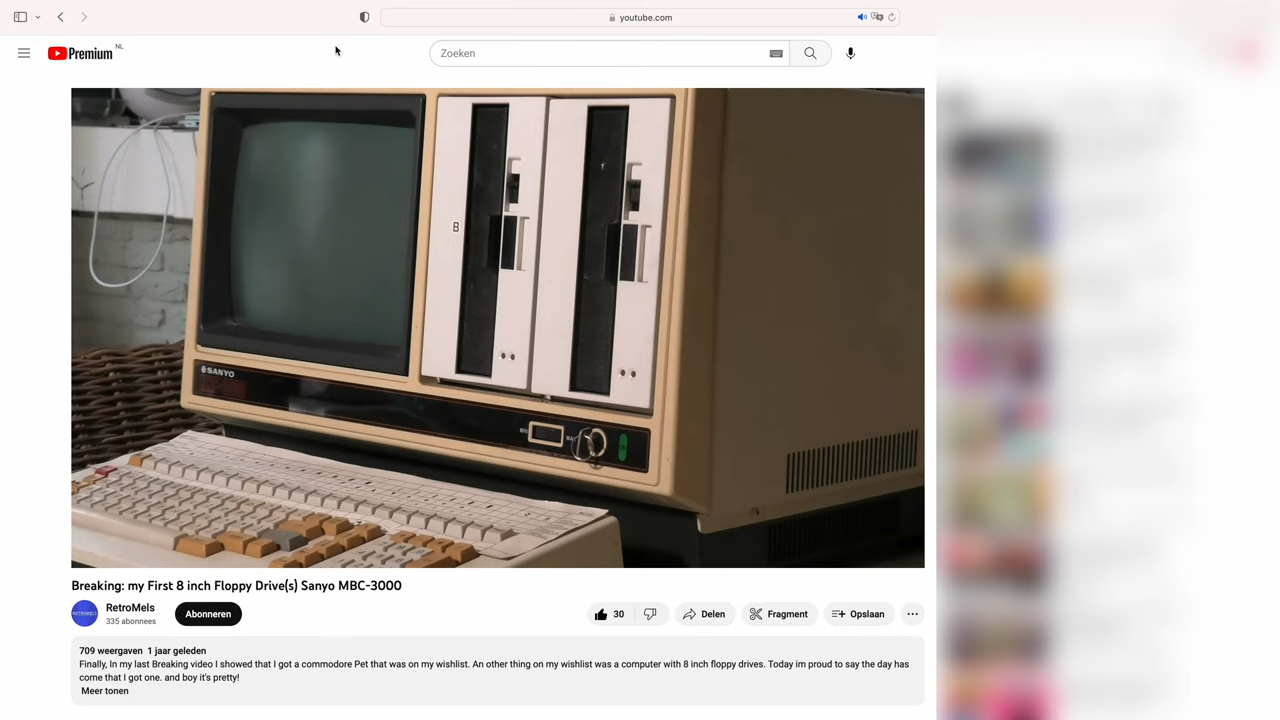 youtube.com
Premium NL
Zoeken
B
SANYO
Breaking: my First 8 inch Floppy Drive(s) Sanyo MBC-3000
RETROMELS
RetroMels
335 abonnees
Abonneren
30
Delen
Fragment
Opslaan
709 weergaven 1 jaar geleden
Finally, In my last Breaking video I showed that I got a commodore Pet that was on my wishlist. An other thing on my wishlist was a computer with 8 inch floppy drives. Today im proud to say the day has
come that I got one. and boy it's pretty!
Meer tonen